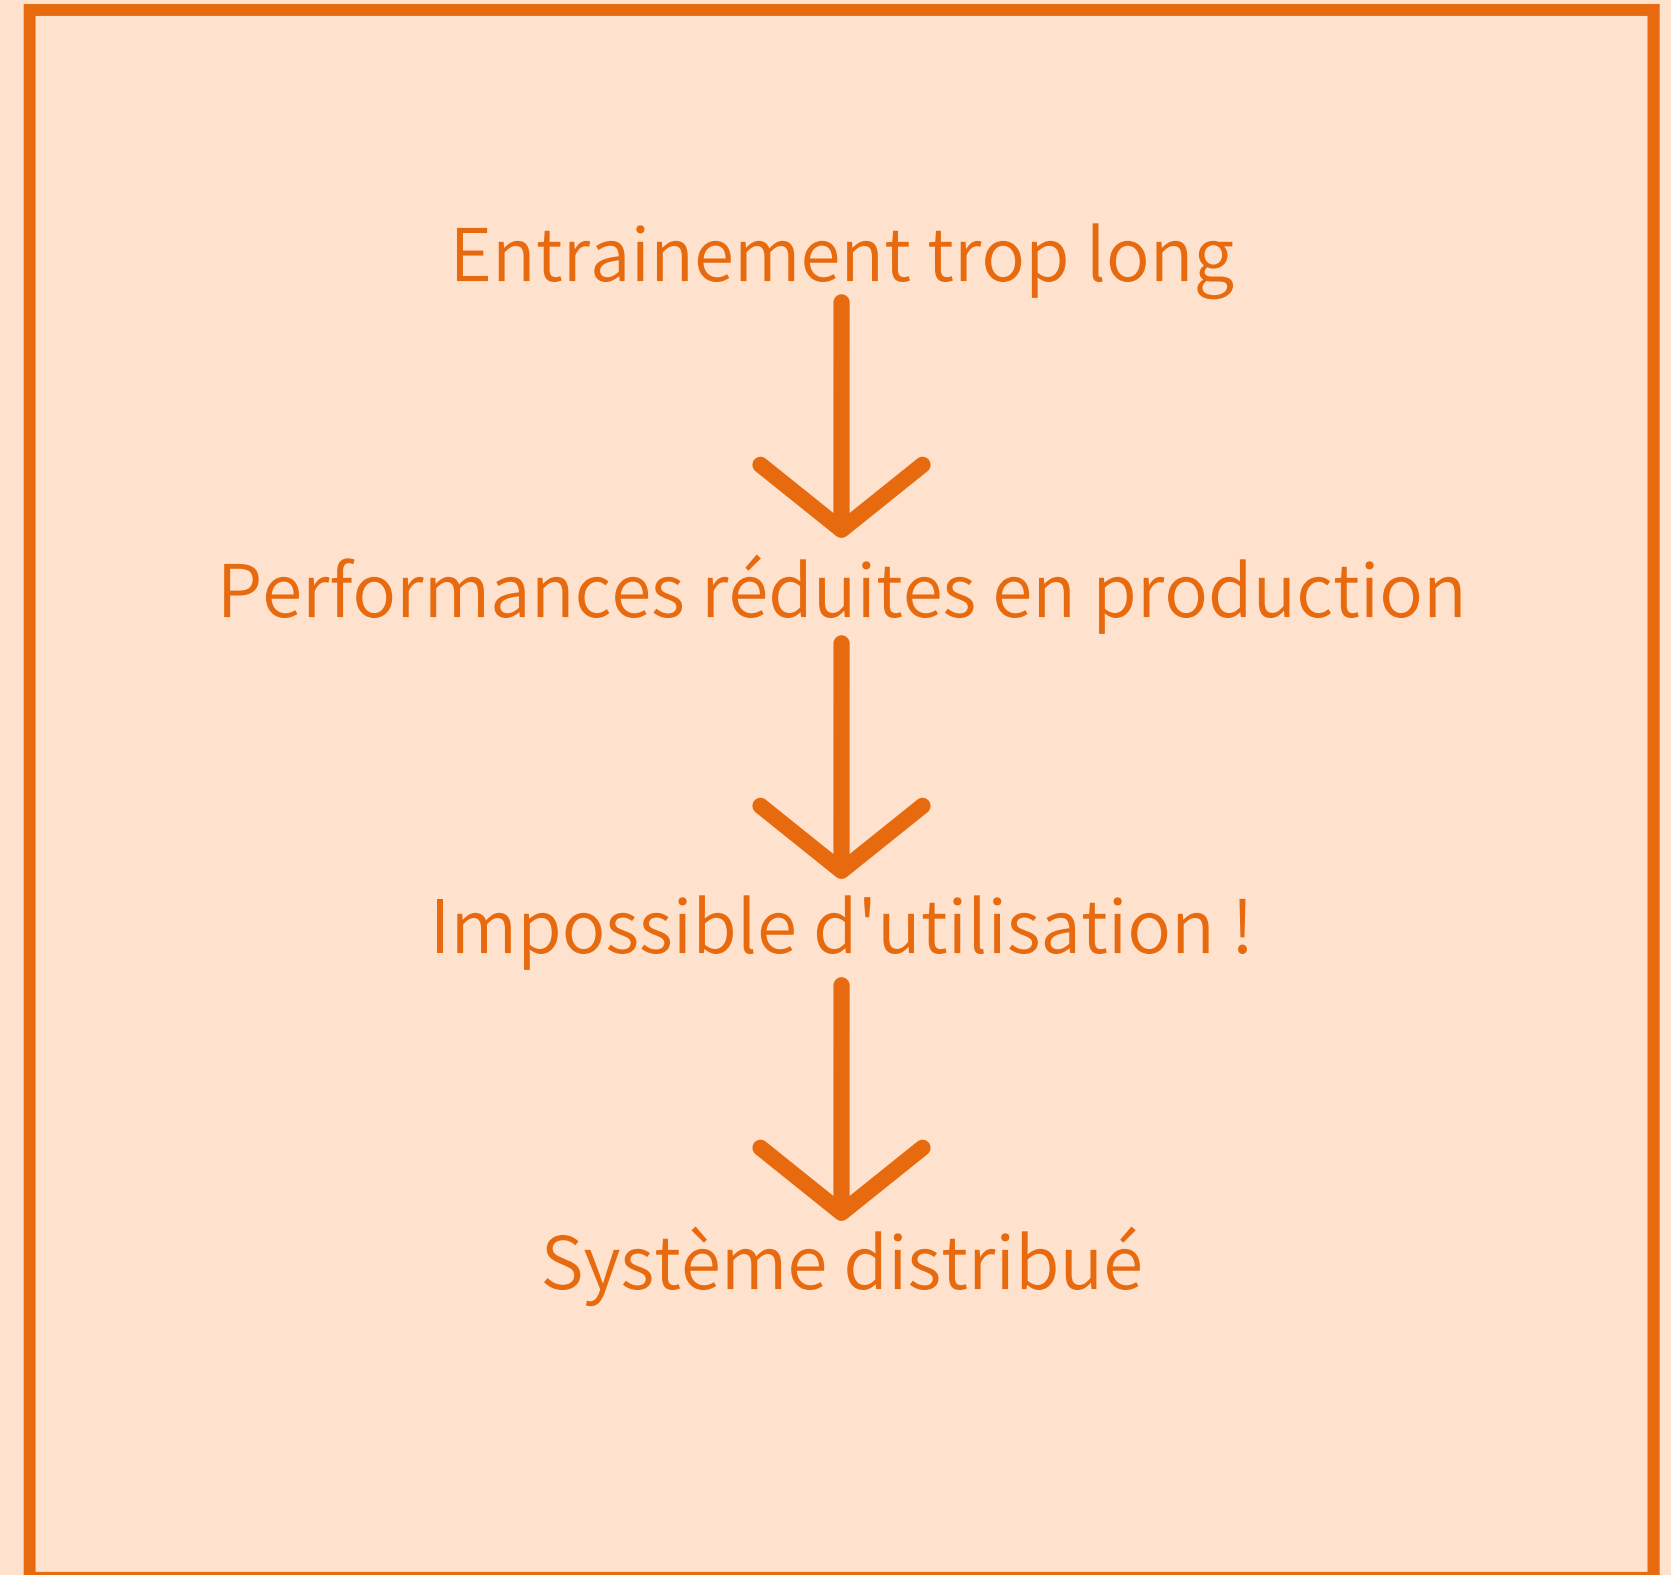 Entrainement trop long
Performances réduites en production
Impossible d'utilisation !
Système distribué